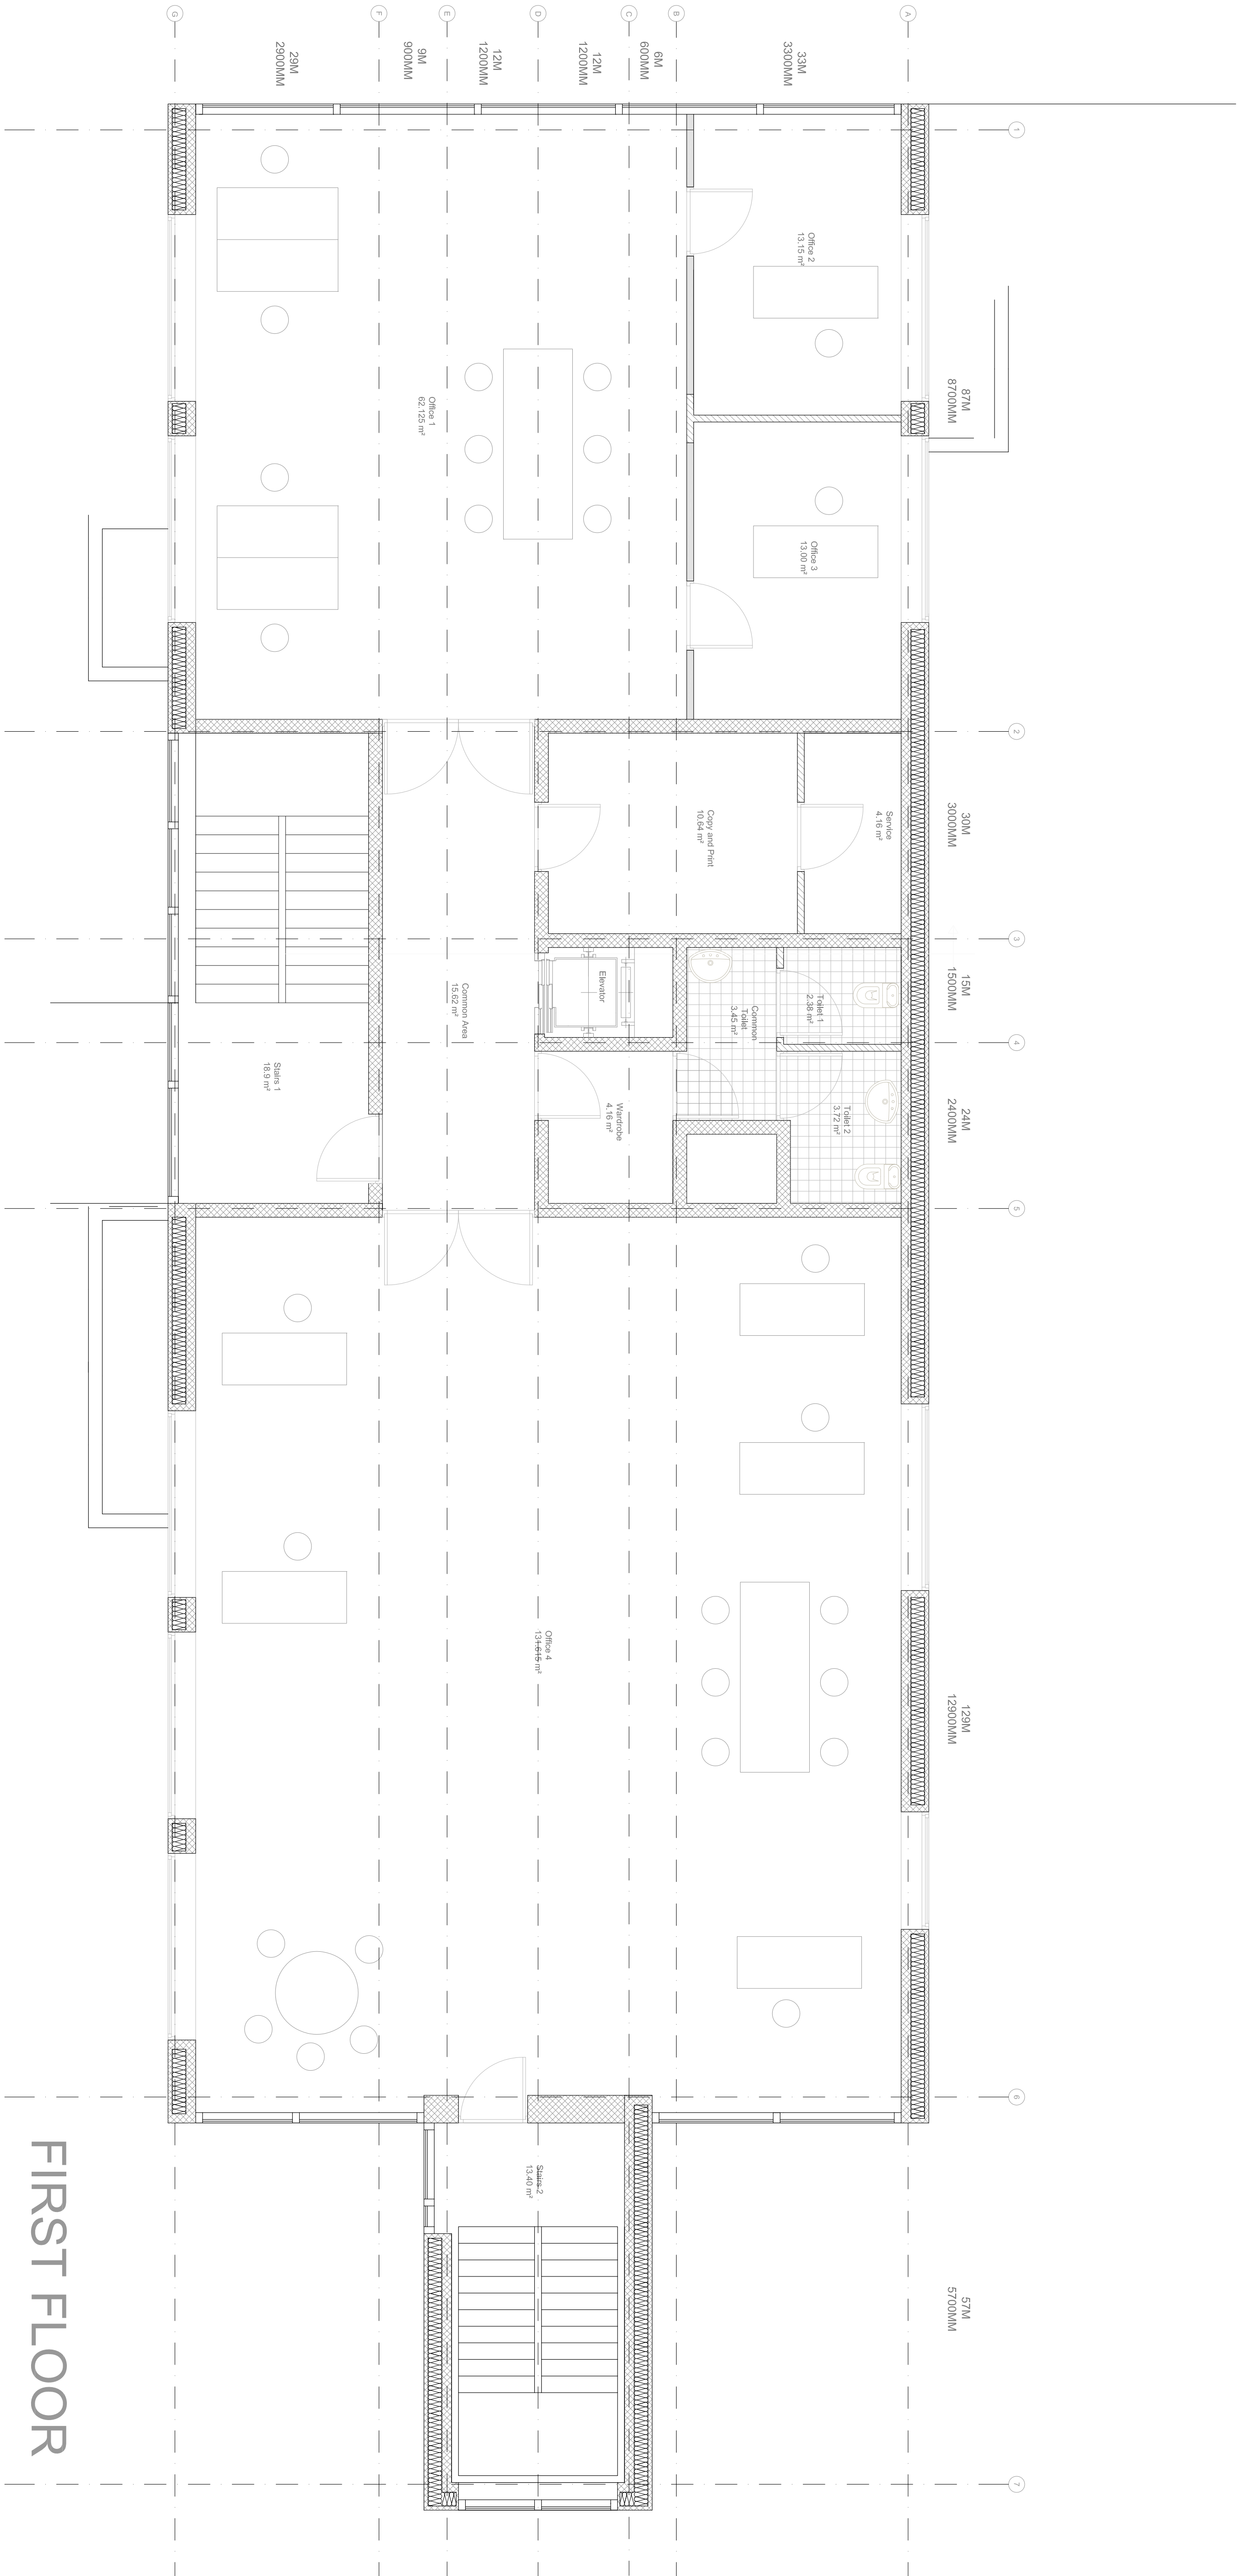 A
B
C
D
E
F
G
33M
3300MM
6M
600MM
12M
1200MM
12M
1200MM
9M
900MM
29M
2900MM
1
87M
8700MM
2
30M
3000MM
3
15M
1500MM
4
24M
2400MM
5
129M
12900MM
6
57M
5700MM
7
Office 2
13.15 m²
Office 3
13.00 m²
Office 1
62.125 m²
Service
4.16 m²
Copy and Print
10.64 m²
Toilet 1
2.38 m²
Common
Toilet
3.45 m²
Elevator
Toilet 2
3.72 m²
Wardrobe
4.16 m²
Common Area
15.62 m²
Stairs 1
18.9 m²
Office 4
131.615 m²
Stairs 2
13.40 m²
FIRST FLOOR